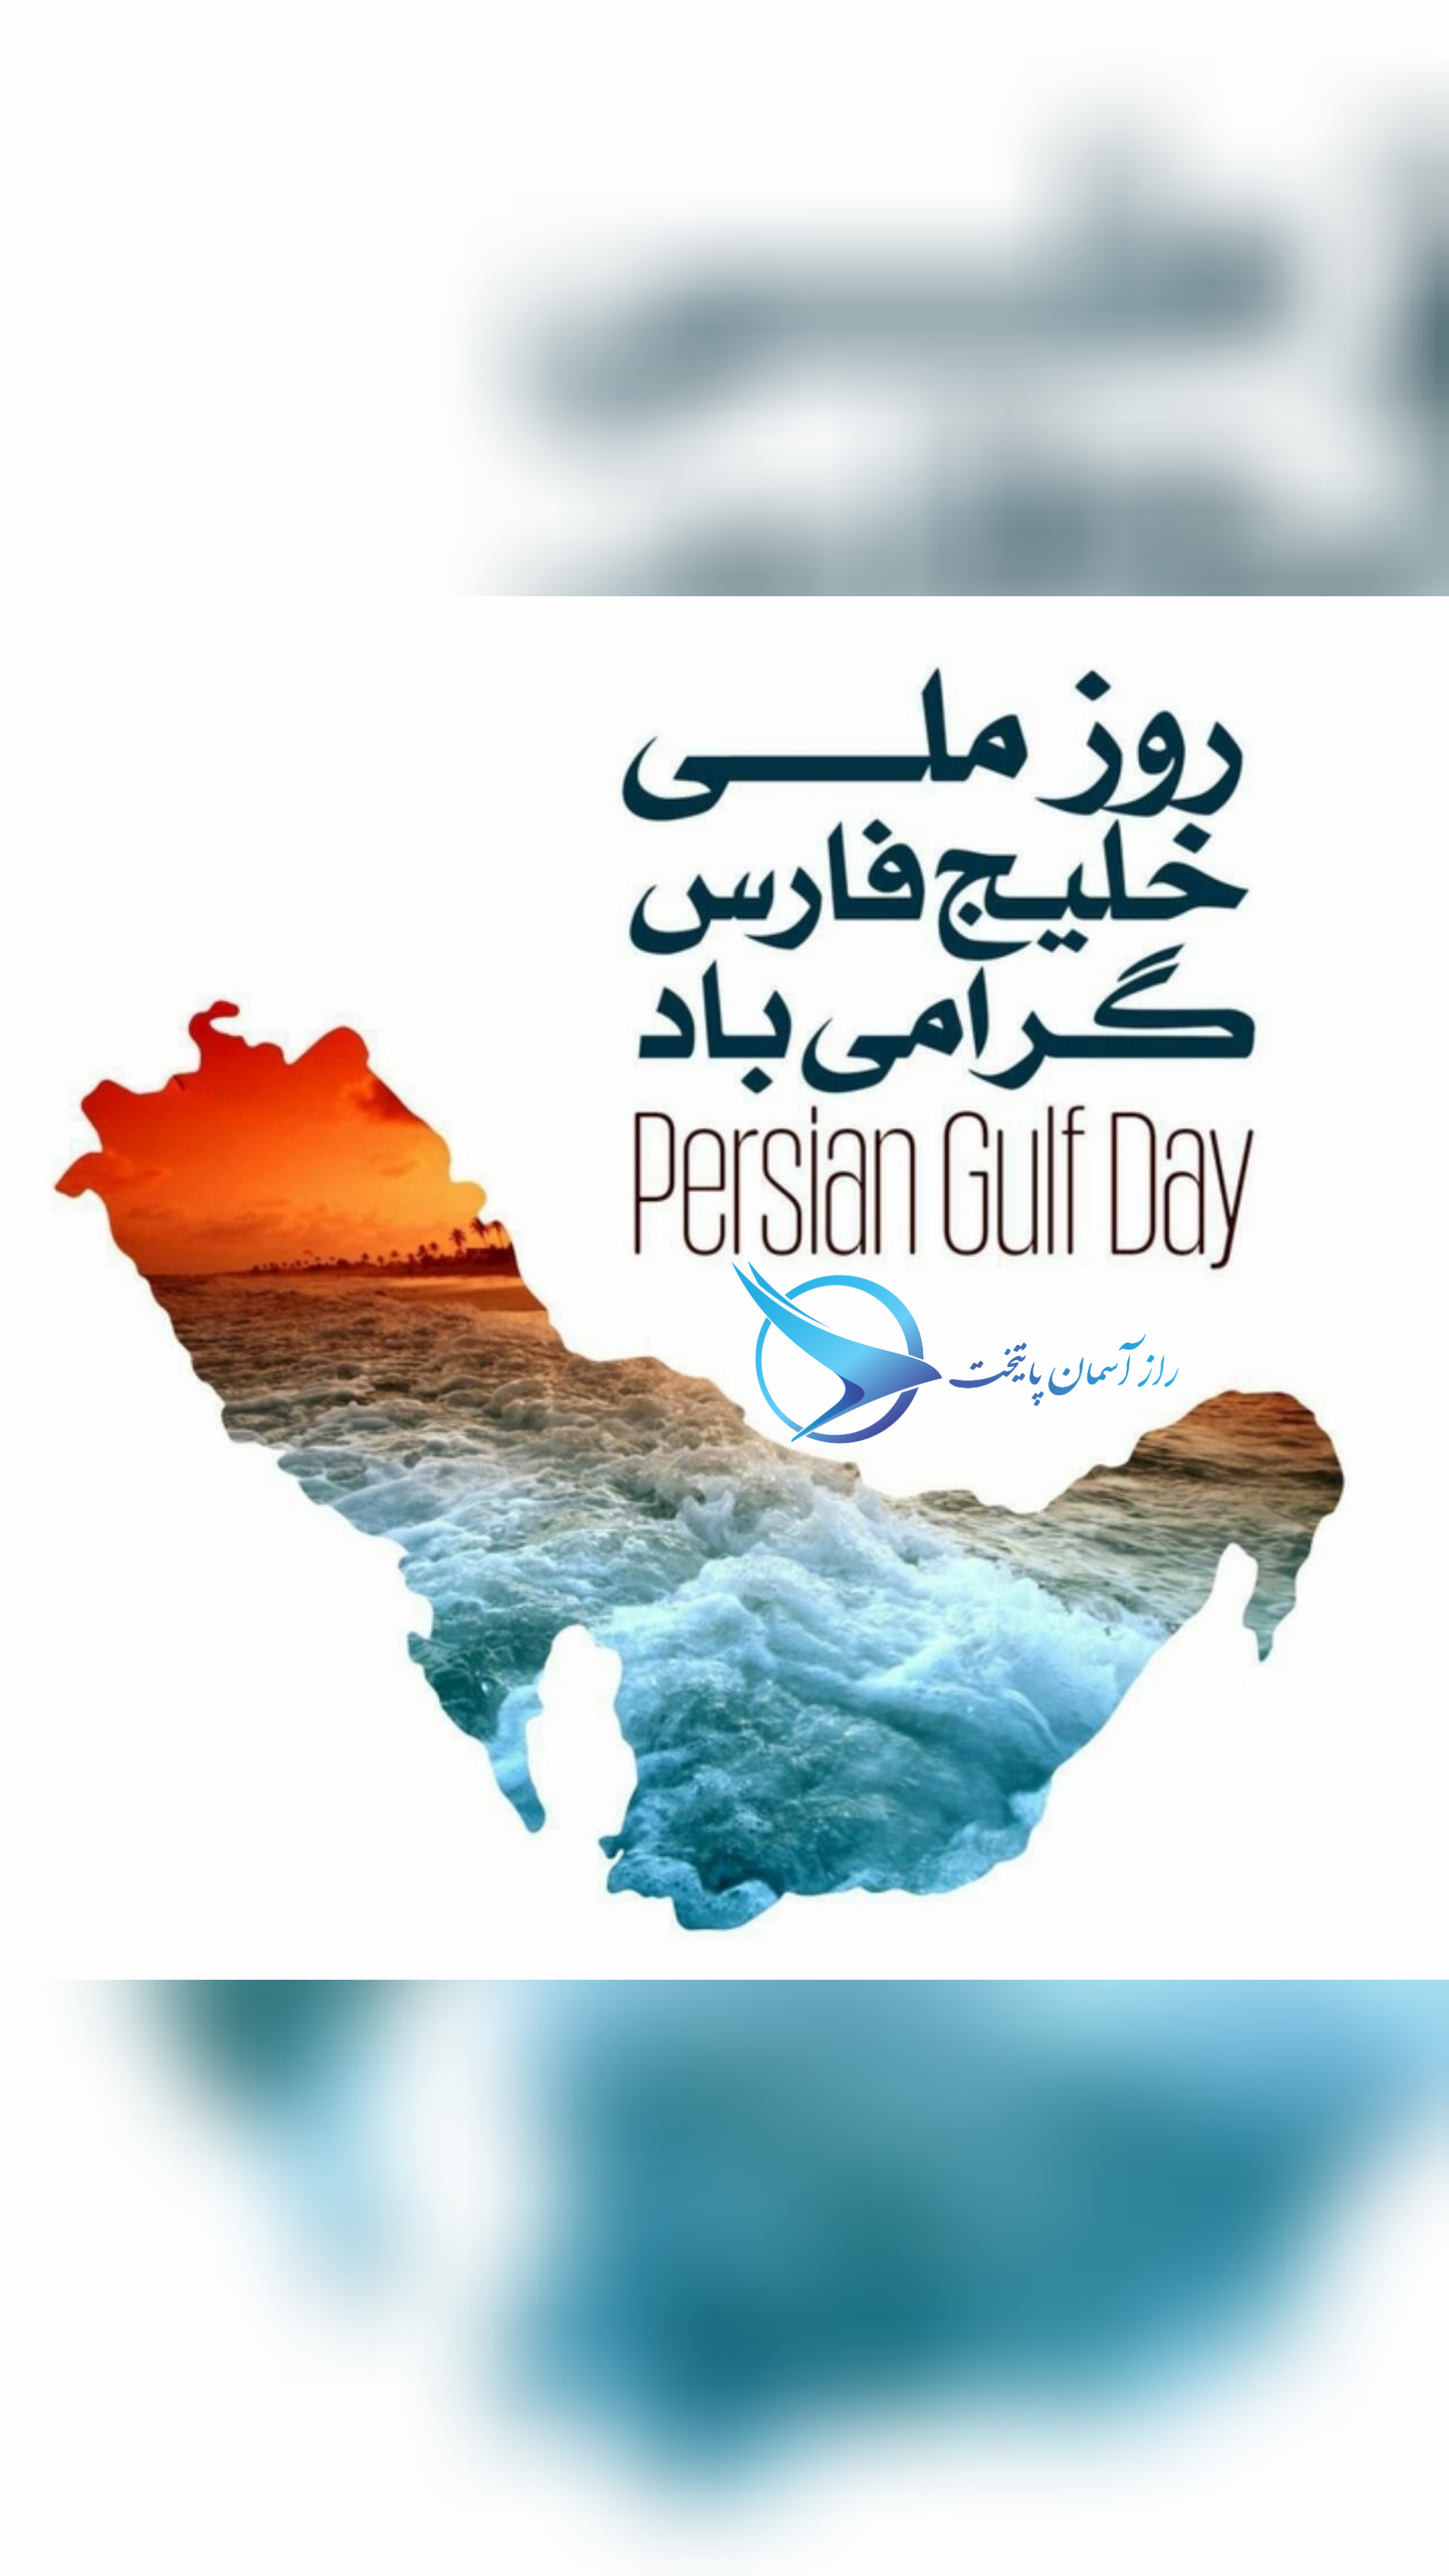 روز ملی
خلیج فارس
گرامی باد
Persian Gulf Day
راز آسمان پایتخت